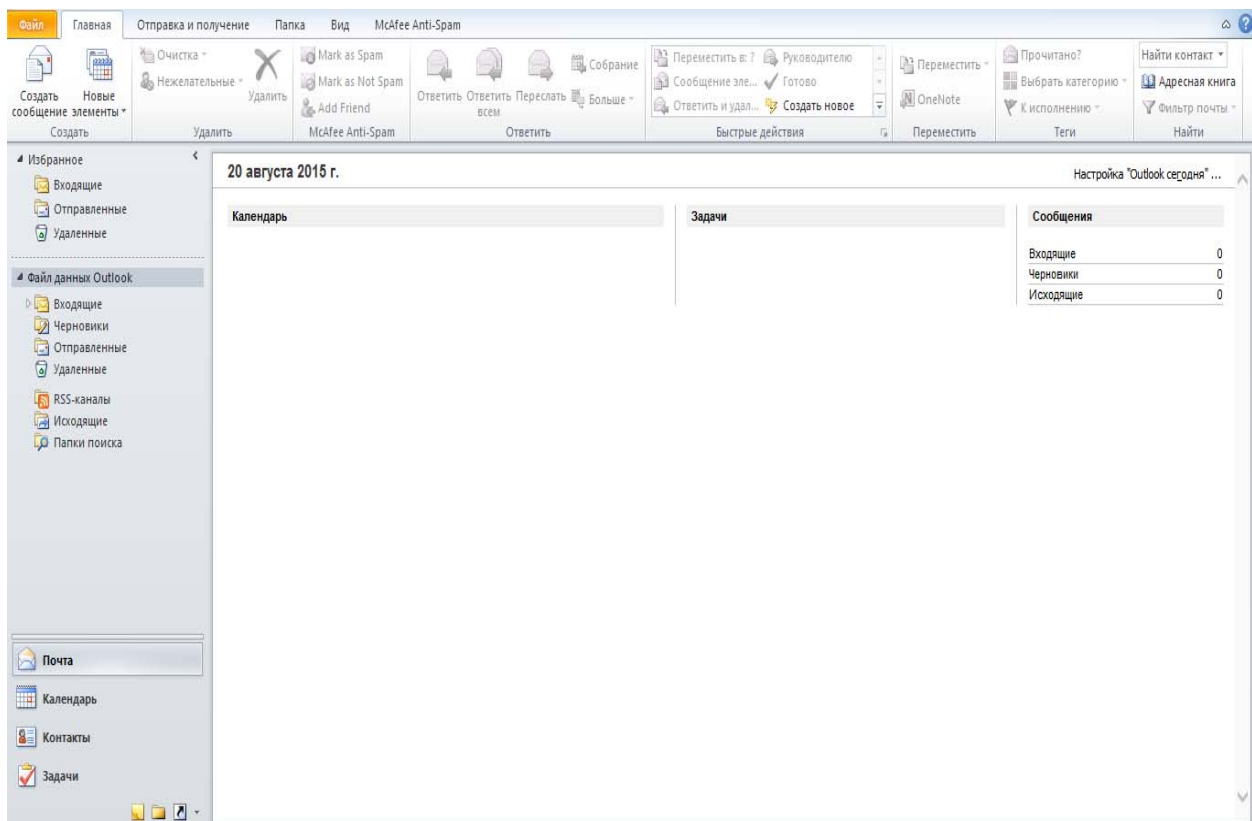 Файл Главная Отправка и получение Папка Вид McAfee Anti-Spam
Создать сообщение
Новые элементы
Очистка
Нежелательные
Удалить
Mark as Spam
Mark as Not Spam
Add Friend
Ответить
Ответить всем
Переслать
Собрание
Больше
Переместить в: ?
Сообщение эле...
Ответить и удал...
Руководителю
Готово
Создать новое
Переместить
OneNote
Прочитано?
Выбрать категорию
К исполнению
Найти контакт
Адресная книга
Фильтр почты
Создать Удалить McAfee Anti-Spam Ответить Быстрые действия Переместить Теги Найти
Избранное
Входящие
Отправленные
Удаленные
Файл данных Outlook
Входящие
Черновики
Отправленные
Удаленные
RSS-каналы
Исходящие
Папки поиска
Почта
Календарь
Контакты
Задачи
20 августа 2015 г.
Настройка "Outlook сегодня" ...
Календарь
Задачи
Сообщения
Входящие 0
Черновики 0
Исходящие 0